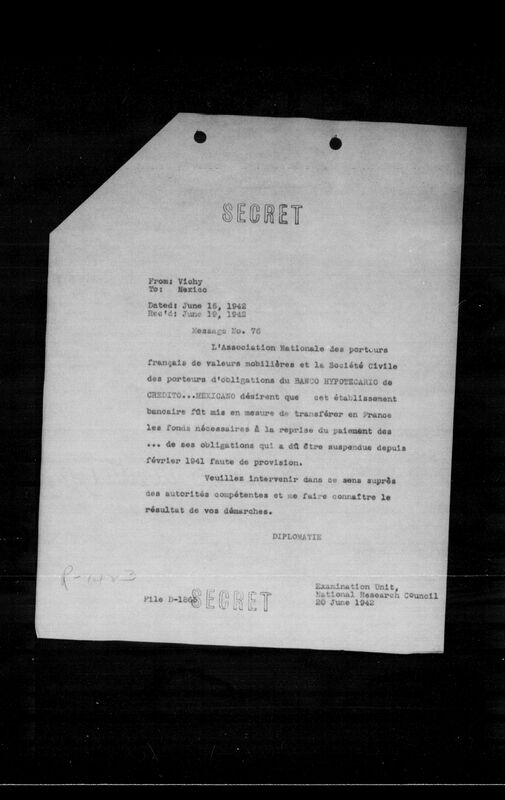 SECRET
From: Vichy
To: Mexico
Dated: June 15, 1942
Rec'd: June 19, 1942
Message No. 76
L'Association Nationale des porteurs
français de valeurs mobilières et la Société Civile
des porteurs d'obligations du BANCO HYPOTECARIO de
CREDITO...MEXICANO désirent que cet établissement
bancaire fût mis en mesure de transférer en France
les fonds nécessaires à la reprise du paiement des
... de ses obligations qui a dû être suspendue depuis
février 1941 faute de provision.
Veuillez intervenir dans ce sens auprès
des autorités compétentes et me faire connaître le
résultat de vos démarches.
DIPLOMATIE
Examination Unit,
National Research Council
20 June 1942
File D-1865
SECRET